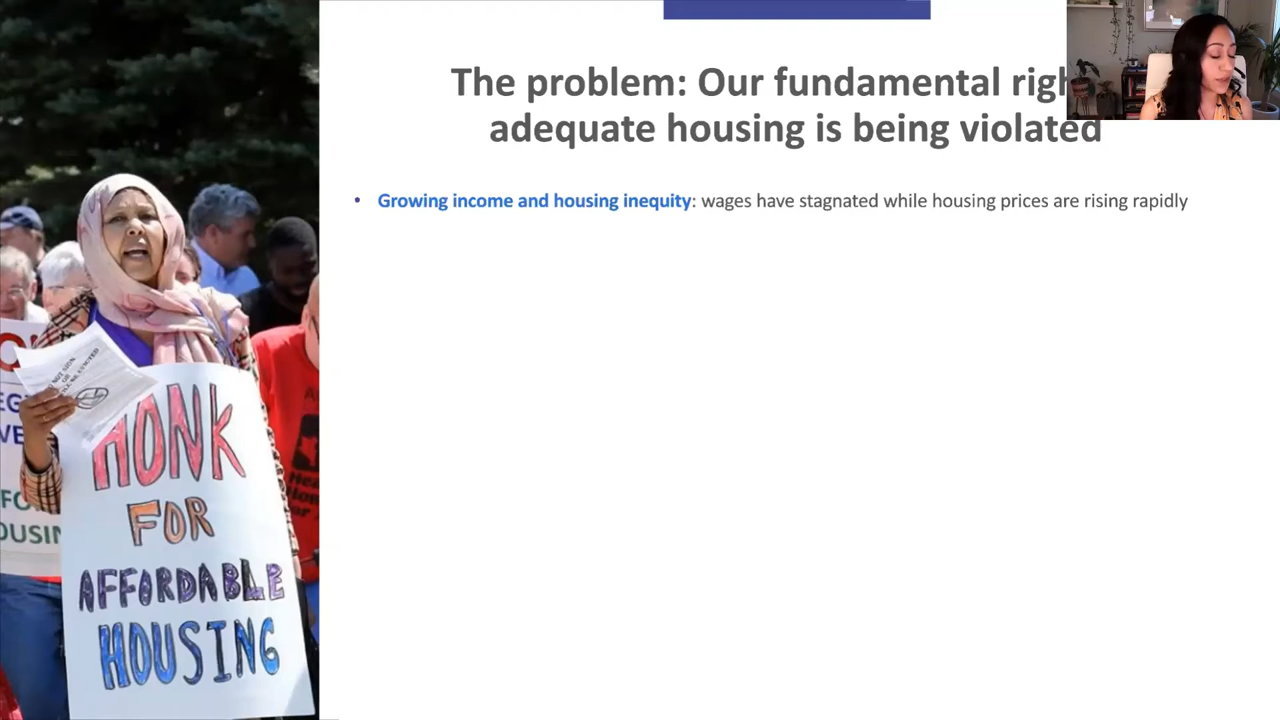 The problem: Our fundamental
adequate housing is being violated
• Growing income and housing inequity: wages have stagnated while housing prices are rising rapidly
HONK
FOR
AFFORDABLE
HOUSING